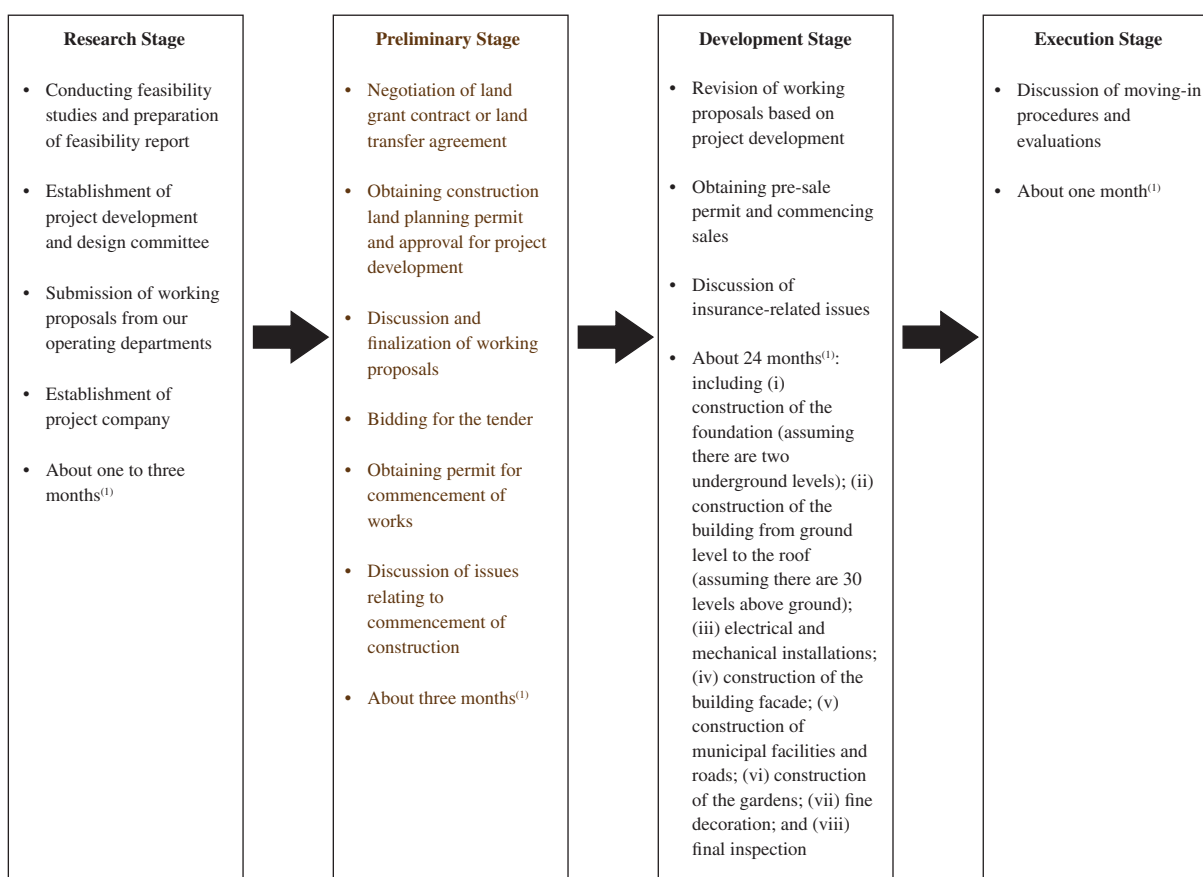 Research Stage
• Conducting feasibility
studies and preparation
of feasibility report
• Establishment of
project development
and design committee
• Submission of working
proposals from our
operating departments
• Establishment of
project company
• About one to three
months(1)
Preliminary Stage
• Negotiation of land
grant contract or land
transfer agreement
• Obtaining construction
land planning permit
and approval for project
development
• Discussion and
finalization of working
proposals
• Bidding for the tender
• Obtaining permit for
commencement of
works
• Discussion of issues
relating to
commencement of
construction
• About three months(1)
Development Stage
• Revision of working
proposals based on
project development
• Obtaining pre-sale
permit and commencing
sales
• Discussion of
insurance-related issues
• About 24 months(1):
including (i)
construction of the
foundation (assuming
there are two
underground levels); (ii)
construction of the
building from ground
level to the roof
(assuming there are 30
levels above ground);
(iii) electrical and
mechanical installations;
(iv) construction of the
building facade; (v)
construction of
municipal facilities and
roads; (vi) construction
of the gardens; (vii) fine
decoration; and (viii)
final inspection
Execution Stage
• Discussion of moving-in
procedures and
evaluations
• About one month(1)